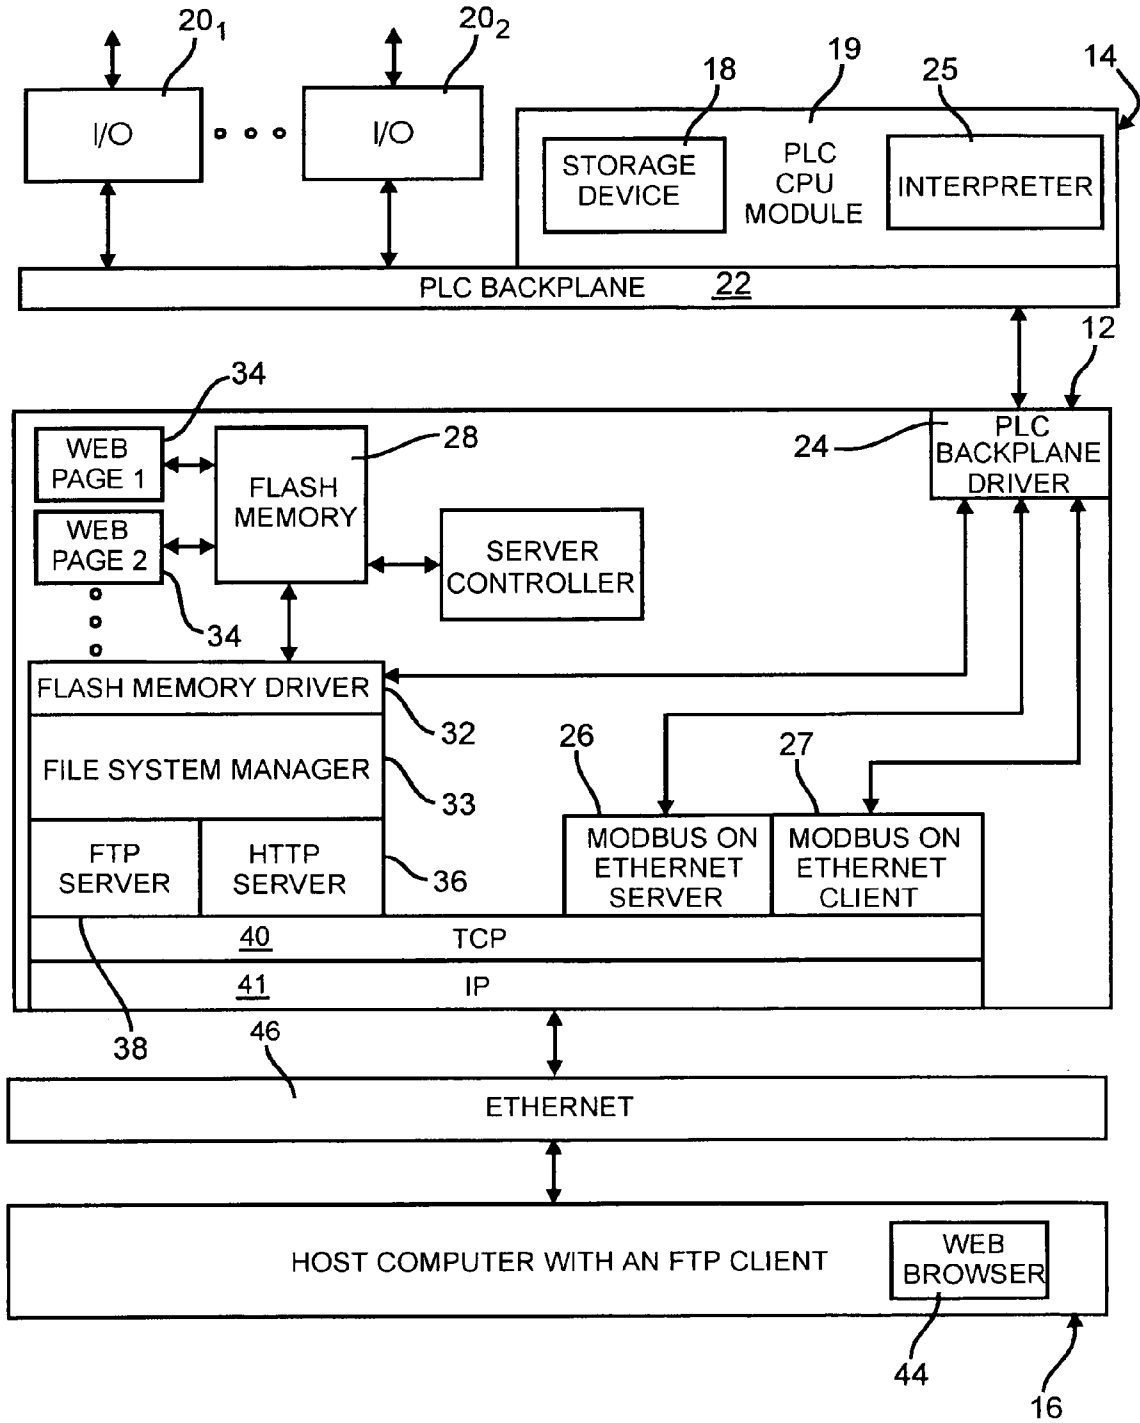 20₁
20₂
I/O
I/O
18
19
25
14
STORAGE
DEVICE
PLC
CPU
MODULE
INTERPRETER
PLC BACKPLANE 22
12
34
WEB
PAGE 1
28
FLASH
MEMORY
24
PLC
BACKPLANE
DRIVER
WEB
PAGE 2
34
SERVER
CONTROLLER
FLASH MEMORY DRIVER
32
FILE SYSTEM MANAGER
33
26
27
FTP
SERVER
HTTP
SERVER
36
MODBUS ON
ETHERNET
SERVER
MODBUS ON
ETHERNET
CLIENT
40 TCP
41 IP
38
46
ETHERNET
HOST COMPUTER WITH AN FTP CLIENT
WEB
BROWSER
44
16